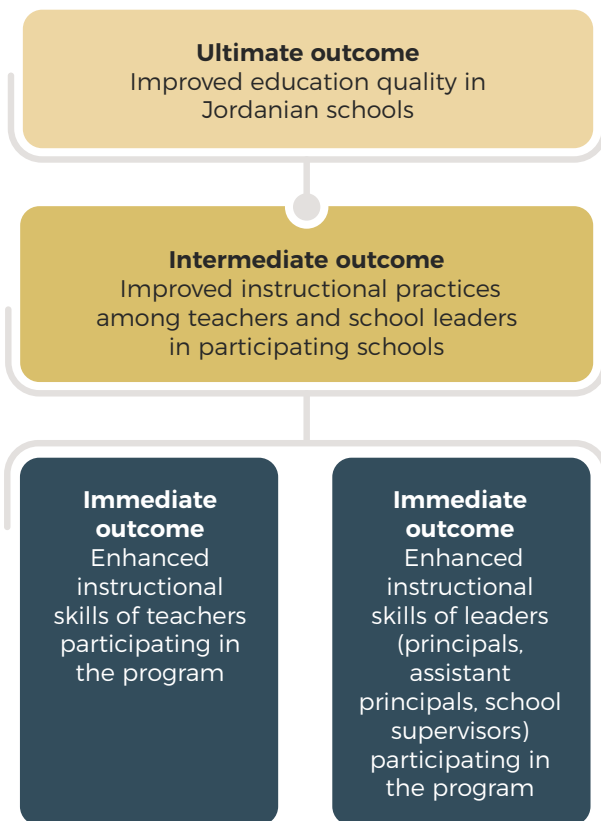 Ultimate outcome
Improved education quality in
Jordanian schools
Intermediate outcome
Improved instructional practices
among teachers and school leaders
in participating schools
Immediate
outcome
Enhanced
instructional
skills of teachers
participating in
the program
Immediate
outcome
Enhanced
instructional
skills of leaders
(principals,
assistant
principals, school
supervisors)
participating in
the program